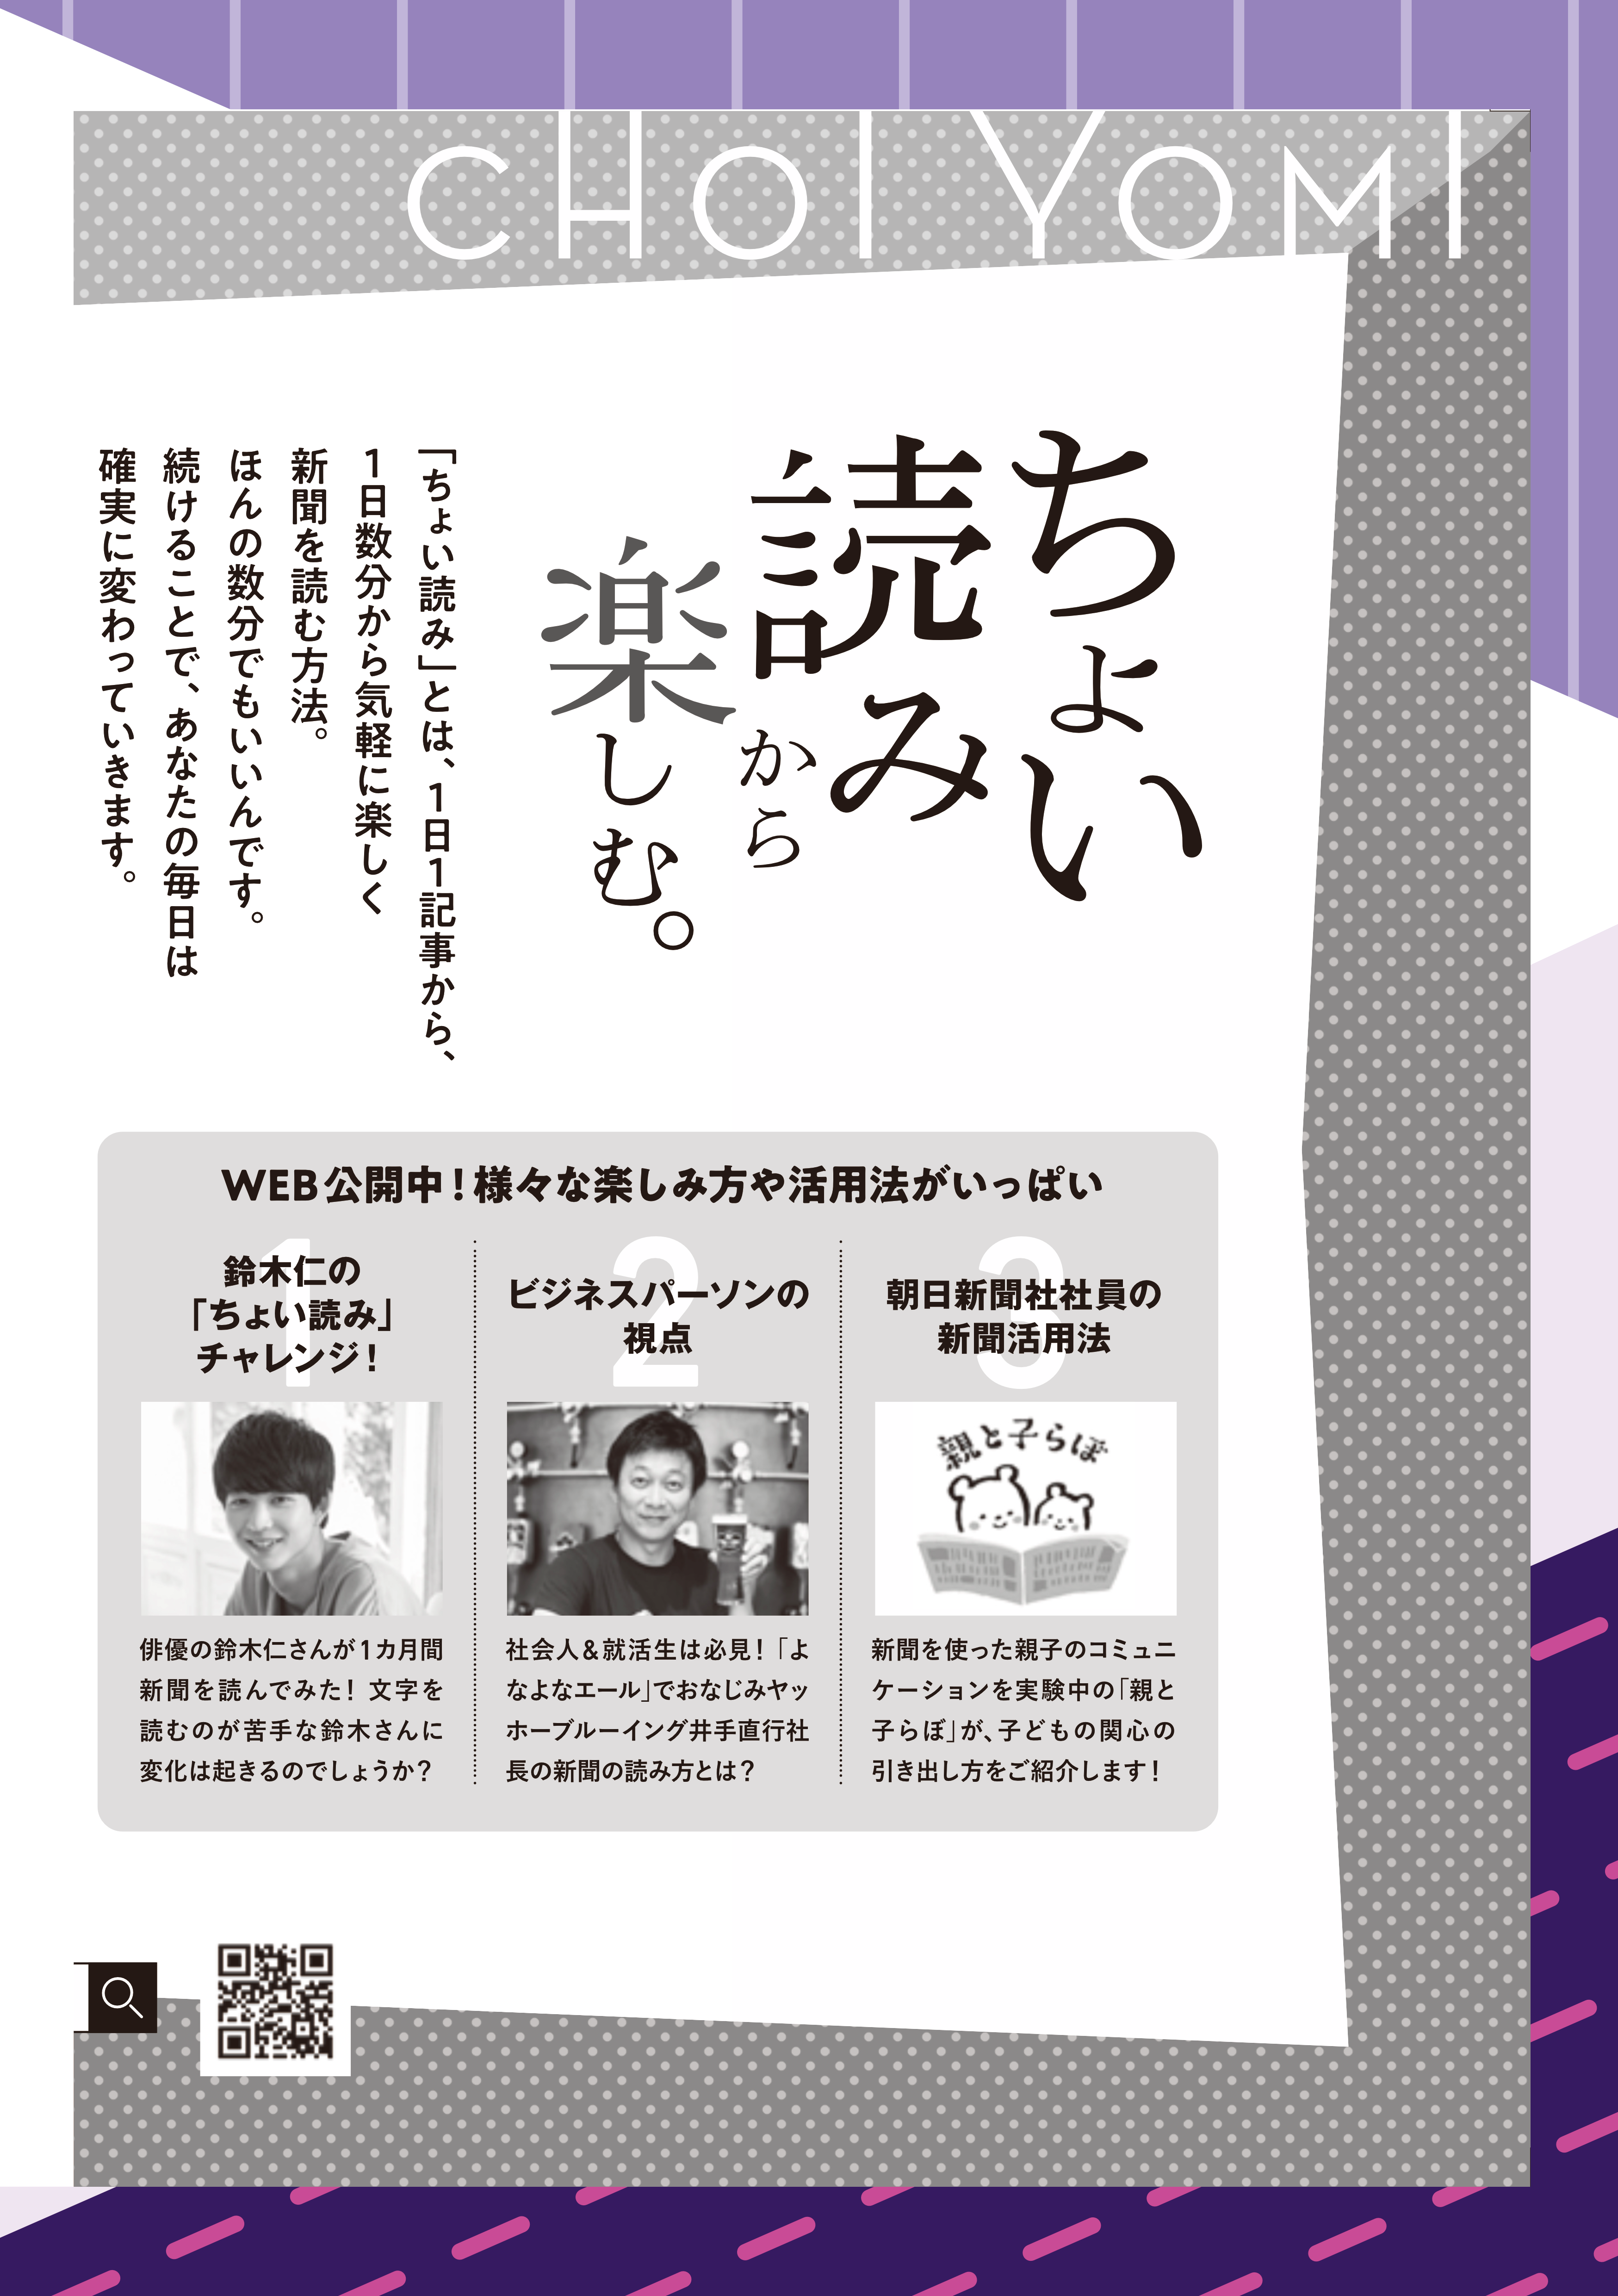 CHOI YOMI
ちょい
読み
から
楽しむ。
「ちょい読み」とは、1日1記事から、
1日数分から気軽に楽しく
新聞を読む方法。
ほんの数分でもいいんです。
続けることで、あなたの毎日は
確実に変わっていきます。
WEB公開中！様々な楽しみ方や活用法がいっぱい
1
鈴木仁の
「ちょい読み」
チャレンジ！
俳優の鈴木仁さんが1カ月間
新聞を読んでみた！ 文字を
読むのが苦手な鈴木さんに
変化は起きるのでしょうか？
2
ビジネスパーソンの
視点
社会人＆就活生は必見！「よ
なよなエール」でおなじみヤッ
ホーブルーイング井手直行社
長の新聞の読み方とは？
3
朝日新聞社社員の
新聞活用法
親と子らぼ
新聞を使った親子のコミュニ
ケーションを実験中の「親と
子らぼ」が、子どもの関心の
引き出し方をご紹介します！